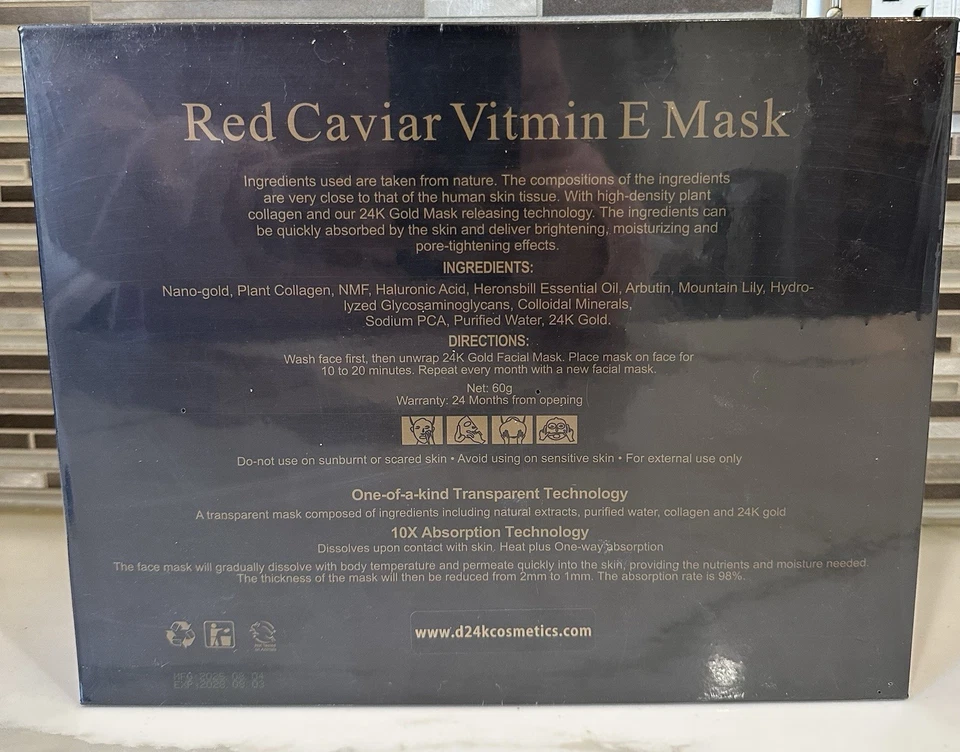 Red Caviar Vitmin E Mask
Ingredients used are taken from nature. The compositions of the ingredients
are very close to that of the human skin tissue. With high-density plant
collagen and our 24K Gold Mask releasing technology. The ingredients can
be quickly absorbed by the skin and deliver brightening, moisturizing and
pore-tightening effects.
INGREDIENTS:
Nano-gold, Plant Collagen, NMF, Haluronic Acid, Heronsbill Essential Oil, Arbutin, Mountain Lily, Hydro-
lyzed Glycosaminoglycans, Colloidal Minerals,
Sodium PCA, Purified Water, 24K Gold.
DIRECTIONS:
Wash face first, then unwrap 24K Gold Facial Mask. Place mask on face for
10 to 20 minutes. Repeat every month with a new facial mask.
Net: 60g
Warranty: 24 Months from opening
Do-not use on sunburnt or scared skin • Avoid using on sensitive skin • For external use only
One-of-a-kind Transparent Technology
A transparent mask composed of ingredients including natural extracts, purified water, collagen and 24K gold
10X Absorption Technology
Dissolves upon contact with skin. Heat plus One-way absorption
The face mask will gradually dissolve with body temperature and permeate quickly into the skin, providing the nutrients and moisture needed.
The thickness of the mask will then be reduced from 2mm to 1mm. The absorption rate is 98%.
www.d24kcosmetics.com